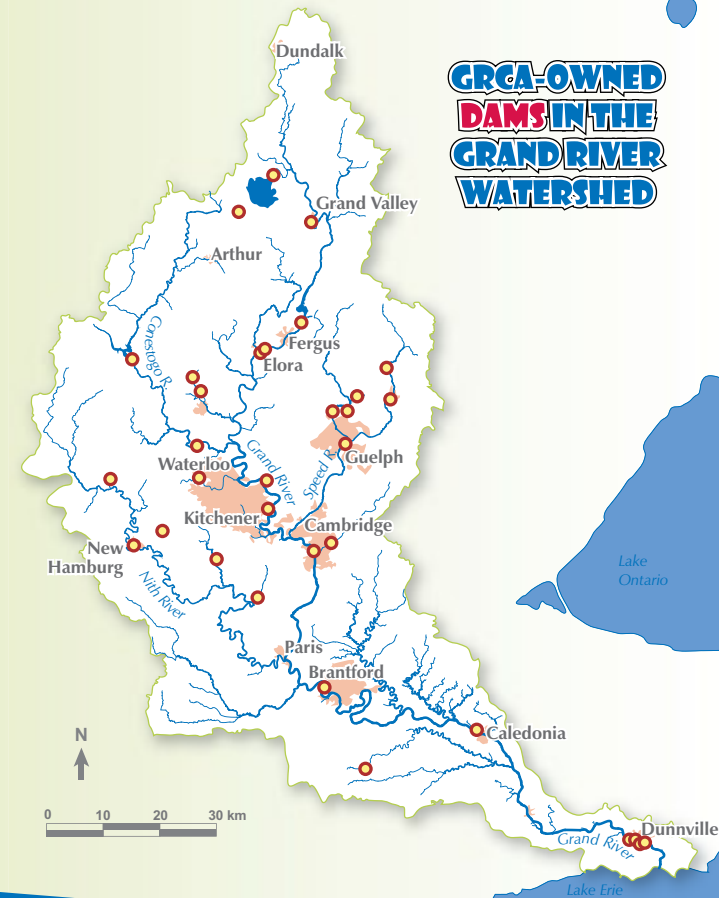 Dundalk
GRCA-OWNED
DAMS IN THE
GRAND RIVER
WATERSHED
Grand Valley
Arthur
Conestogo R.
Fergus
Elora
Grand River
Speed R.
Guelph
Waterloo
Kitchener
Cambridge
New
Hamburg
Nith River
Lake
Ontario
Paris
Brantford
Caledonia
N
0 10 20 30 km
Dunnville
Grand River
Lake Erie